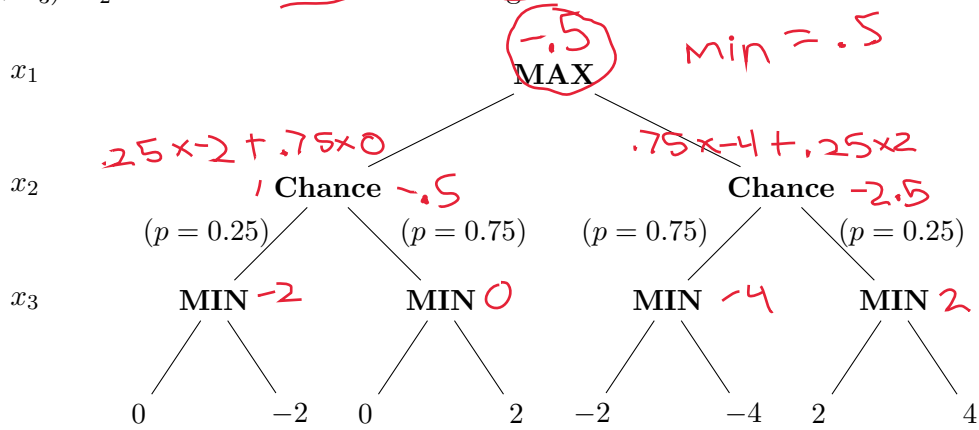 -.5 min = .5
x₁ MAX
.25×-2+.75×0 .75×-4+.25×2
x₂ Chance -.5 Chance -2.5
(p = 0.25) (p = 0.75) (p = 0.75) (p = 0.25)
x₃ MIN -2 MIN 0 MIN -4 MIN 2
0 −2 0 2 −2 −4 2 4